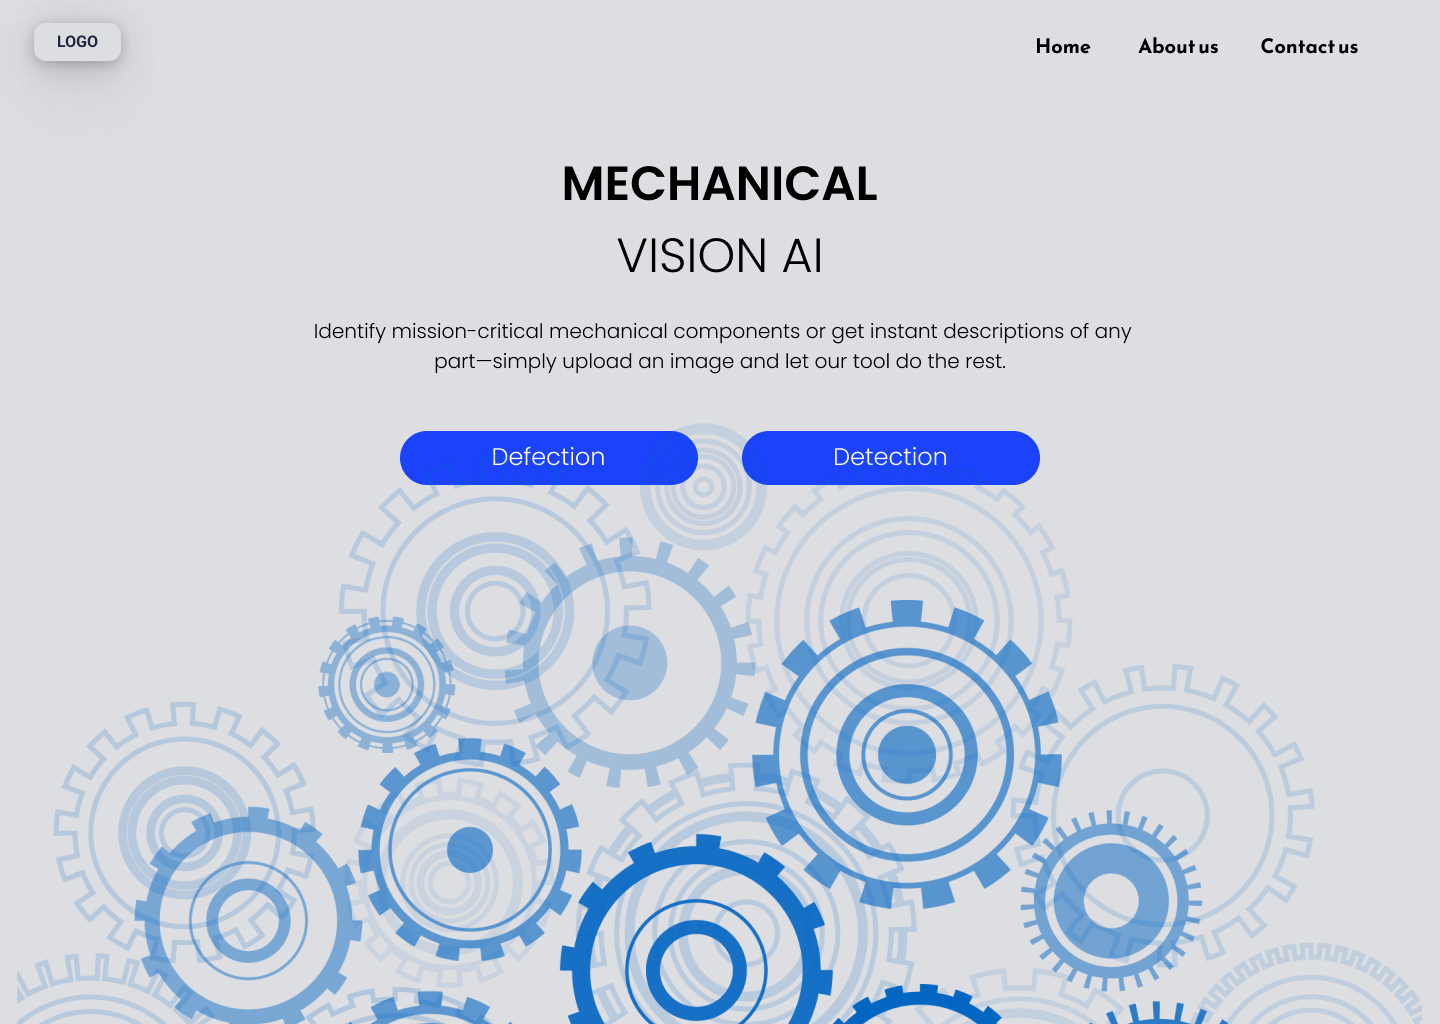 LOGO
Home About us Contact us
MECHANICAL
VISION AI
Identify mission-critical mechanical components or get instant descriptions of any
part—simply upload an image and let our tool do the rest.
Defection Detection